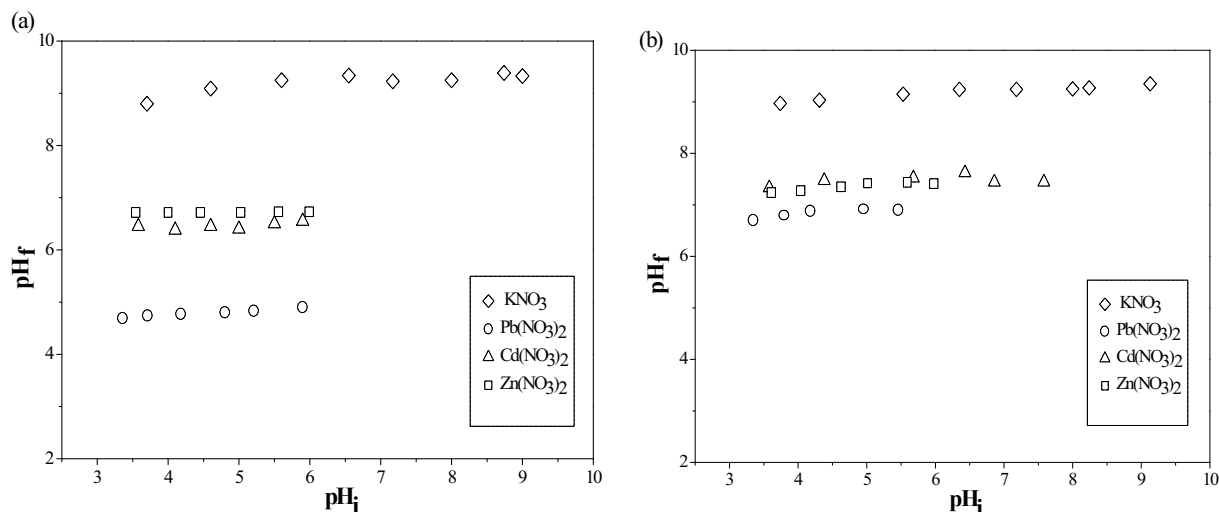 (a)
10
8
6
4
2
pHf
3 4 5 6 7 8 9 10
pHi
KNO3
Pb(NO3)2
Cd(NO3)2
Zn(NO3)2
(b)
10
8
6
4
2
pHf
3 4 5 6 7 8 9 10
pHi
KNO3
Pb(NO3)2
Cd(NO3)2
Zn(NO3)2